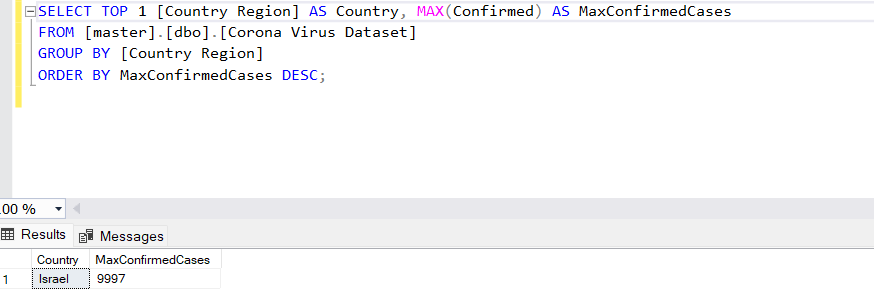 SELECT TOP 1 [Country Region] AS Country, MAX(Confirmed) AS MaxConfirmedCases
FROM [master].[dbo].[Corona Virus Dataset]
GROUP BY [Country Region]
ORDER BY MaxConfirmedCases DESC;
.00 %
Results Messages
Country MaxConfirmedCases
1 Israel 9997